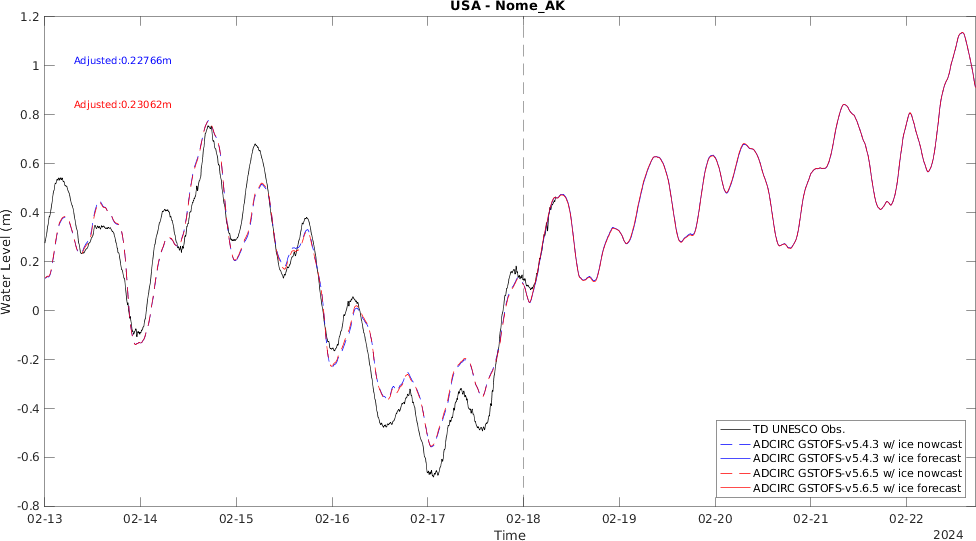 USA - Nome_AK
1.2
1
0.8
0.6
0.4
0.2
0
-0.2
-0.4
-0.6
-0.8
Water Level (m)
Adjusted:0.22766m
Adjusted:0.23062m
TD UNESCO Obs.
ADCIRC GSTOFS-v5.4.3 w/ ice nowcast
ADCIRC GSTOFS-v5.4.3 w/ ice forecast
ADCIRC GSTOFS-v5.6.5 w/ ice nowcast
ADCIRC GSTOFS-v5.6.5 w/ ice forecast
02-13 02-14 02-15 02-16 02-17 02-18 02-19 02-20 02-21 02-22
Time
2024